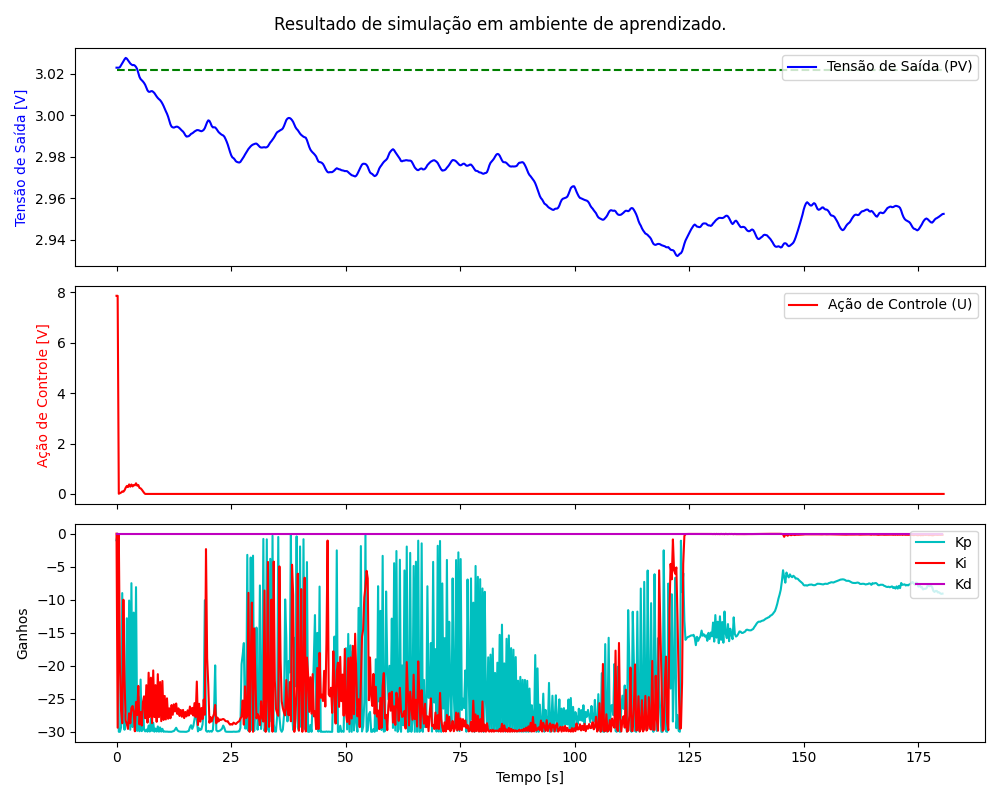 Resultado de simulação em ambiente de aprendizado.
Tensão de Saída [V]
3.02
3.00
2.98
2.96
2.94
Tensão de Saída (PV)
Ação de Controle [V]
8
6
4
2
0
Ação de Controle (U)
Ganhos
0
−5
−10
−15
−20
−25
−30
Kp
Ki
Kd
0 25 50 75 100 125 150 175
Tempo [s]